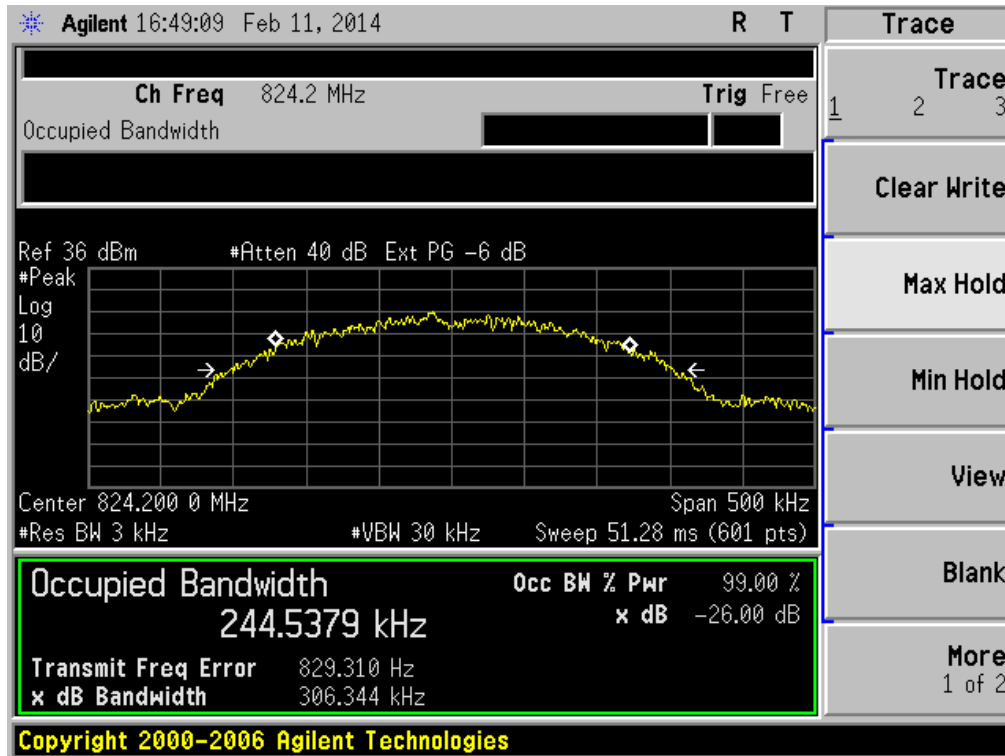 Agilent 16:49:09 Feb 11, 2014 R T
Trace
Ch Freq 824.2 MHz Trig Free
Occupied Bandwidth
Ref 36 dBm #Atten 40 dB Ext PG -6 dB
#Peak
Log
10
dB/
Center 824.200 0 MHz Span 500 kHz
#Res BW 3 kHz #VBW 30 kHz Sweep 51.28 ms (601 pts)
Occupied Bandwidth
244.5379 kHz
Occ BW % Pwr 99.00 %
x dB -26.00 dB
Transmit Freq Error 829.310 Hz
x dB Bandwidth 306.344 kHz
Trace
1 2 3
Clear Write
Max Hold
Min Hold
View
Blank
More
1 of 2
Copyright 2000-2006 Agilent Technologies